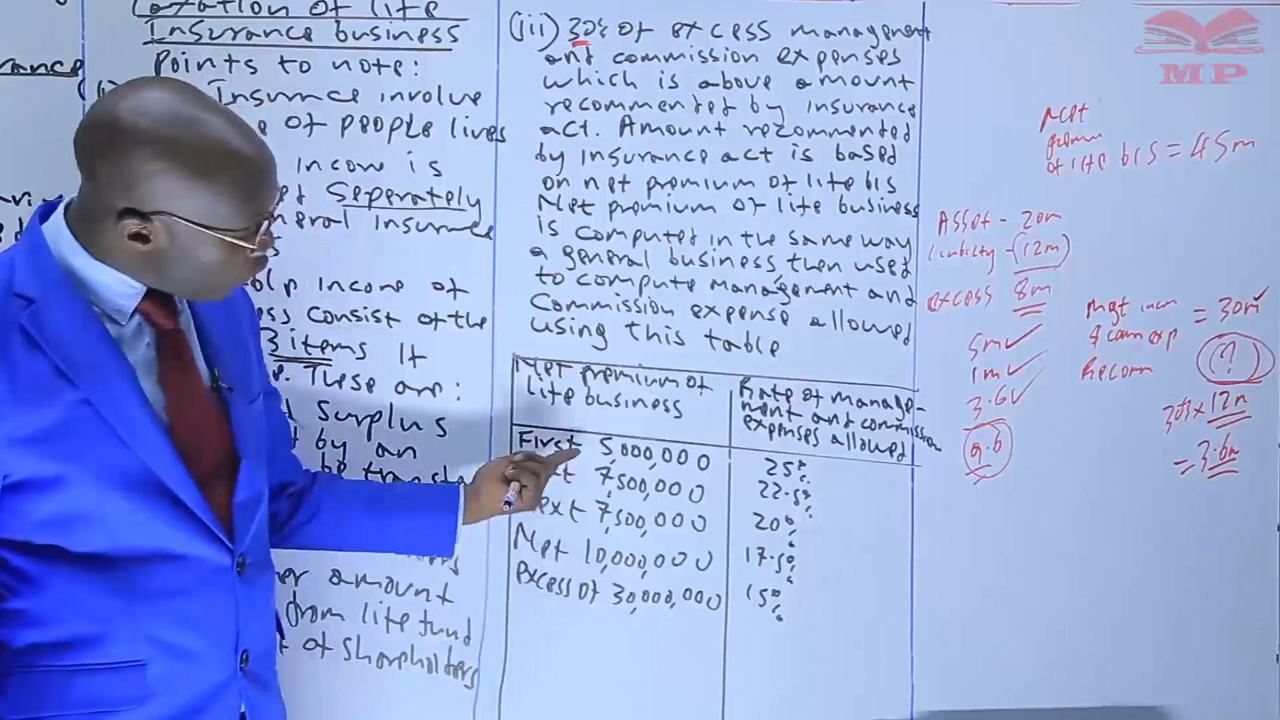 Taxation of life
Insurance business
Points to note:
Insurance involve
of people lives
income is
Seperately
general insurance
income of
consist of the
3 items If
These are:
Surplus
by an
be transfe
amount
from life fund
of shareholders
(iii) 30% of excess management
and commission expenses
which is above amount
recommented by insurance
act. Amount recommented
by insurance act is based
on net premium of life bis
Net premium of life business
is computed in the same way
a general business, then used
to compute management and
Commission expense allowed
using this table
Net premium of
life business
Rate of manage-
ment and commission
expenses allowed
First 5,000,000 25%
7,500,000 22.5%
ext 7,500,000 20%
Net 10,000,000 17.5%
Excess of 30,000,000 15%
MP
Net
prem
of life bis = 45m
Asset - 20m
liability - 12m
excess 8m
5m ✓
1m ✓
3.6 ✓
9.6
Mgt
& com exp = 30m ✓
Recom (?)
30% x 12m
= 3.6m